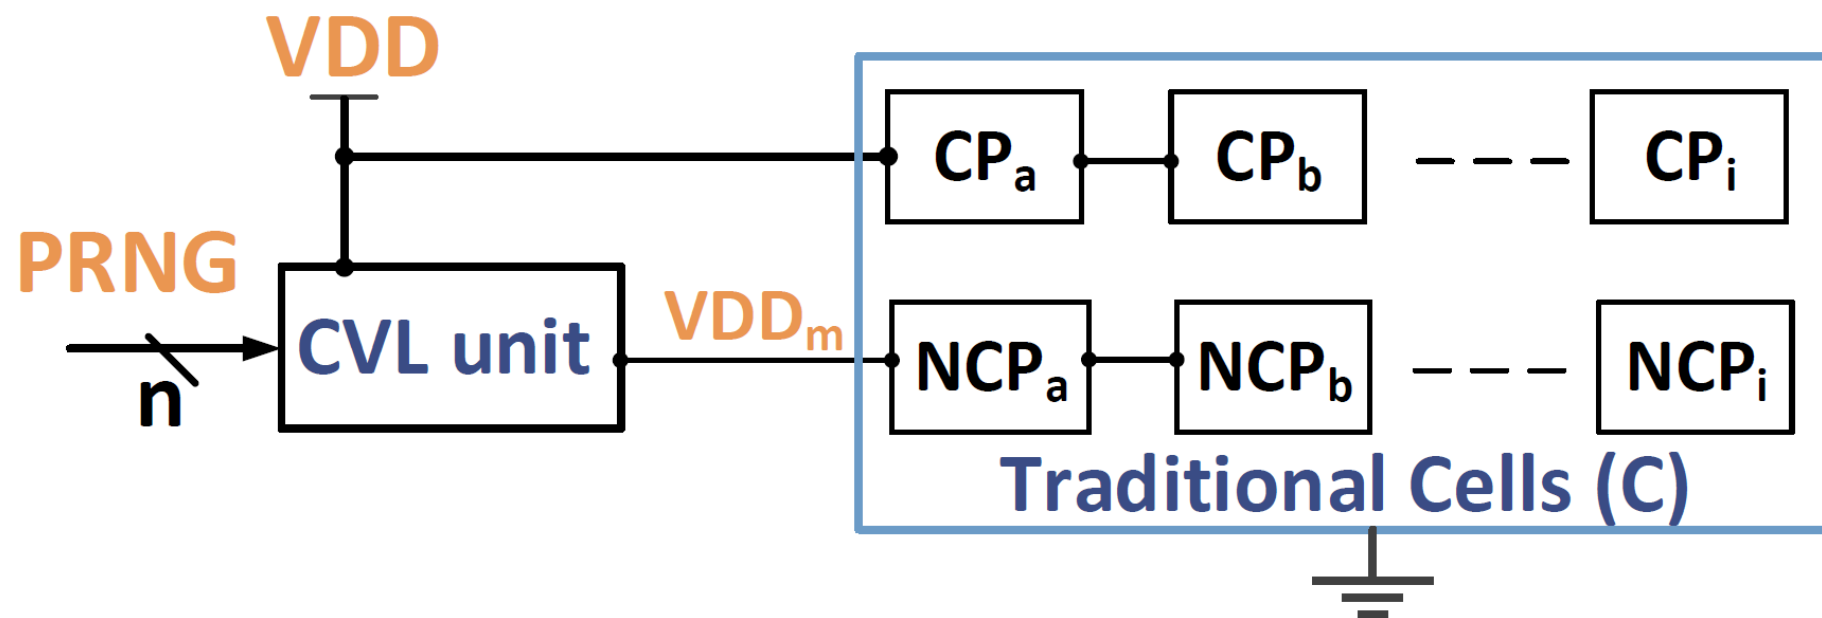 VDD
CPa
CPb
CPi
PRNG
n
CVL unit
VDDm
NCPa
NCPb
NCPi
Traditional Cells (C)